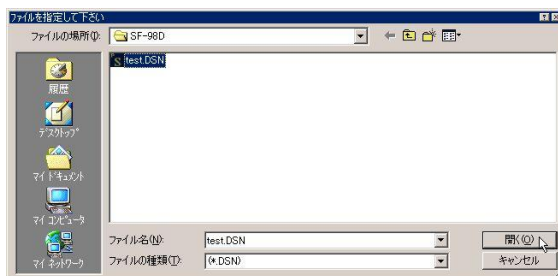 ファイルを指定して下さい
ファイルの場所(I):
SF-98D
test.DSN
履歴
デスクトップ
マイ ドキュメント
マイ コンピュータ
マイ ネットワーク
ファイル名(N):
test.DSN
開く(O)
ファイルの種類(T):
(*.DSN)
キャンセル